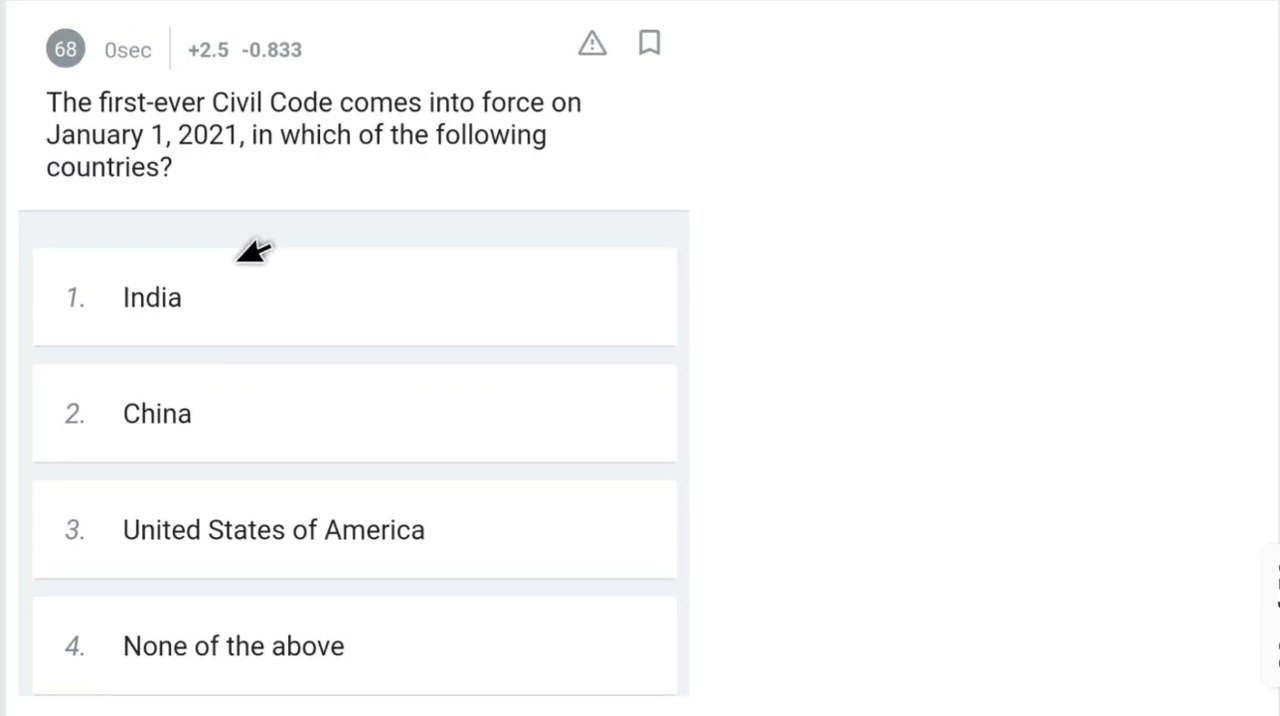 68 0sec +2.5 -0.833
The first-ever Civil Code comes into force on
January 1, 2021, in which of the following
countries?
1. India
2. China
3. United States of America
4. None of the above